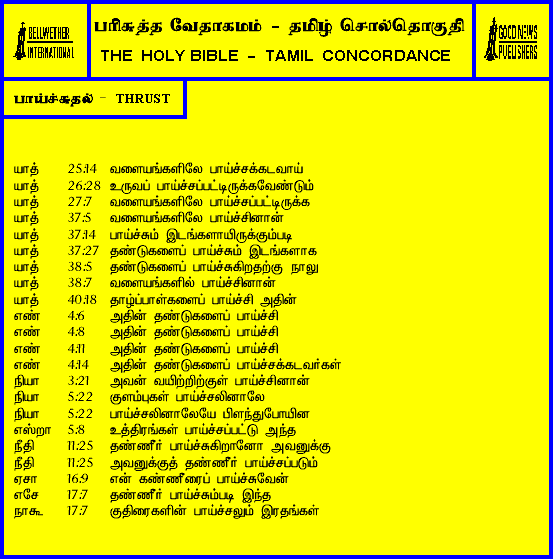 BELLWETHER
INTERNATIONAL
பரிசுத்த வேதாகமம் - தமிழ் சொல்தொகுதி
THE HOLY BIBLE - TAMIL CONCORDANCE
GOOD NEWS
PUBLISHERS
பாய்ச்சுதல் - THRUST
யாத் 25:14 வளையங்களிலே பாய்ச்சக்கடவாய்
யாத் 26:28 உருவப் பாய்ச்சப்பட்டிருக்கவேண்டும்
யாத் 27:7 வளையங்களிலே பாய்ச்சப்பட்டிருக்க
யாத் 37:5 வளையங்களிலே பாய்ச்சினான்
யாத் 37:14 பாய்ச்சும் இடங்களாயிருக்கும்படி
யாத் 37:27 தண்டுகளைப் பாய்ச்சும் இடங்களாக
யாத் 38:5 தண்டுகளைப் பாய்ச்சுகிறதற்கு நாலு
யாத் 38:7 வளையங்களில் பாய்ச்சினான்
யாத் 40:18 தாழ்ப்பாள்களைப் பாய்ச்சி அதின்
எண் 4:6 அதின் தண்டுகளைப் பாய்ச்சி
எண் 4:8 அதின் தண்டுகளைப் பாய்ச்சி
எண் 4:11 அதின் தண்டுகளைப் பாய்ச்சி
எண் 4:14 அதின் தண்டுகளைப் பாய்ச்சக்கடவர்கள்
நியா 3:21 அவன் வயிற்றிற்குள் பாய்ச்சினான்
நியா 5:22 குளம்புகள் பாய்ச்சலினாலே
நியா 5:22 பாய்ச்சலினாலேயே பிளந்துபோயின
எஸ்றா 5:8 உத்திரங்கள் பாய்ச்சப்பட்டு அந்த
நீதி 11:25 தண்ணீர் பாய்ச்சுகிறானோ அவனுக்கு
நீதி 11:25 அவனுக்குத் தண்ணீர் பாய்ச்சப்படும்
ஏசா 16:9 என் கண்ணீரைப் பாய்ச்சுவேன்
எசே 17:7 தண்ணீர் பாய்ச்சும்படி இந்த
நாகூ 17:7 குதிரைகளின் பாய்ச்சலும் இரதங்கள்